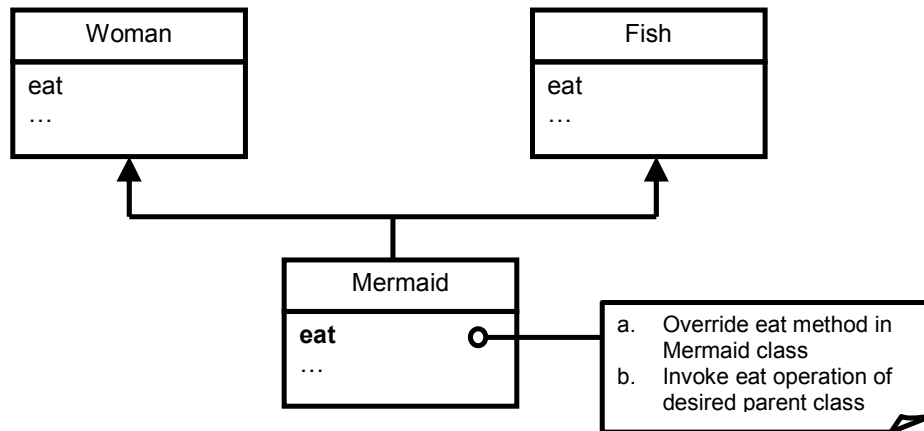 Woman
eat
…
Fish
eat
…
Mermaid
eat
…
a. Override eat method in
Mermaid class
b. Invoke eat operation of
desired parent class